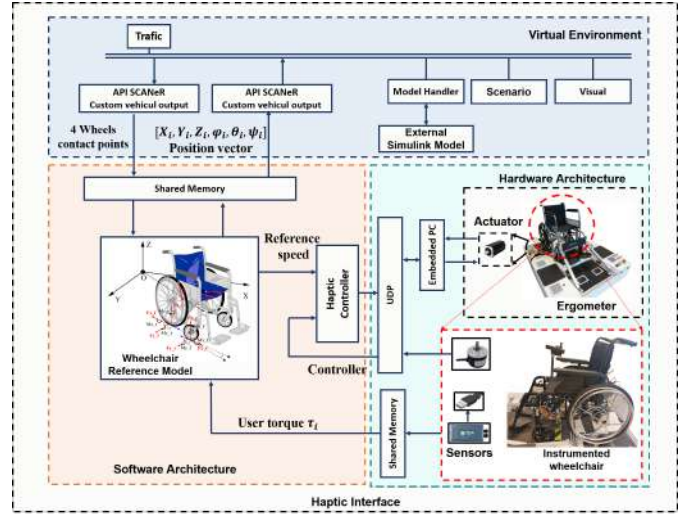 Trafic
Virtual Environment
API SCANeR
Custom vehicul output
API SCANeR
Custom vehicul output
Model Handler
Scenario
Visual
4 Wheels
contact points
[X_i, Y_i, Z_i, φ_i, θ_i, ψ_i]
Position vector
External
Simulink Model
Shared Memory
Hardware Architecture
Z
O
Y
X
Wheelchair
Reference Model
Reference
speed
Haptic
Controller
UDP
Embedded PC
Actuator
Ergometer
Controller
User torque τ_i
Shared Memory
Sensors
Instrumented
wheelchair
Software Architecture
Haptic Interface